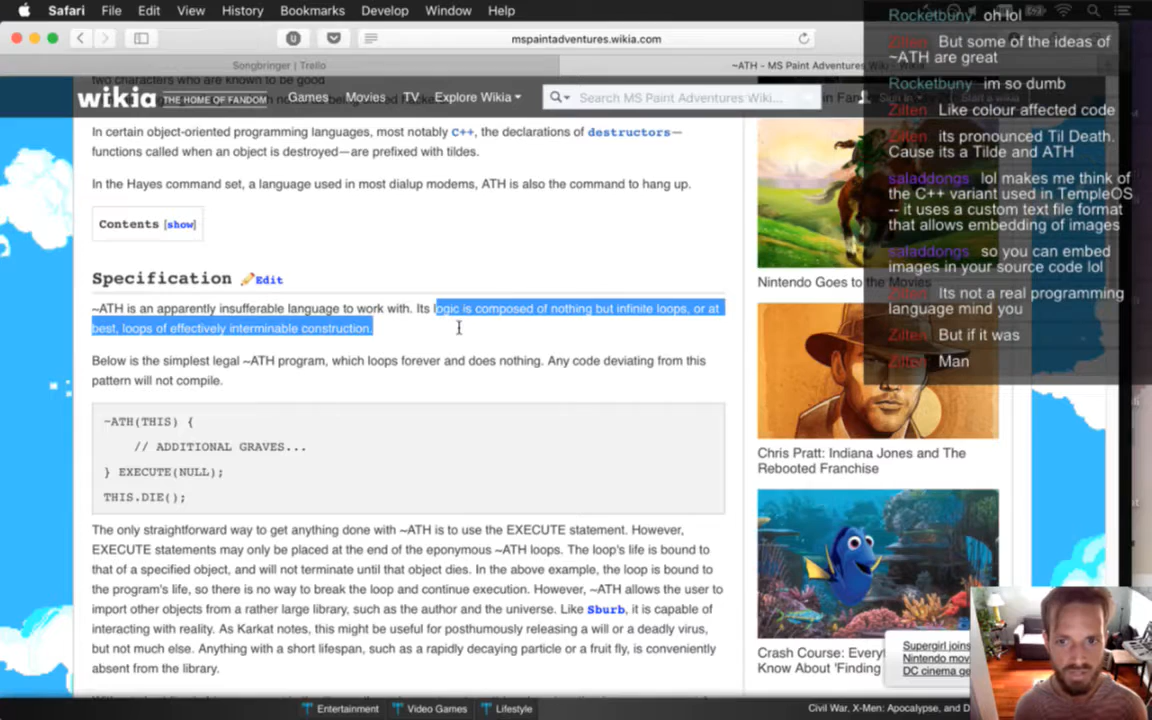 Safari File Edit View History Bookmarks Develop Window Help
mspaintadventures.wikia.com
Songbringer | Trello
~ATH - MS Paint Adventures Wiki - Wikia
two characters who are known to be good
wikia THE HOME OF FANDOM Games Movies TV Explore Wikia Search MS Paint Adventures Wiki...
In certain object-oriented programming languages, most notably C++, the declarations of destructors—
functions called when an object is destroyed—are prefixed with tildes.
In the Hayes command set, a language used in most dialup modems, ATH is also the command to hang up.
Contents [show]
Specification Edit
~ATH is an apparently insufferable language to work with. Its logic is composed of nothing but infinite loops, or at
best, loops of effectively interminable construction.
Below is the simplest legal ~ATH program, which loops forever and does nothing. Any code deviating from this
pattern will not compile.
~ATH(THIS) {
// ADDITIONAL GRAVES...
} EXECUTE(NULL);
THIS.DIE();
The only straightforward way to get anything done with ~ATH is to use the EXECUTE statement. However,
EXECUTE statements may only be placed at the end of the eponymous ~ATH loops. The loop's life is bound to
that of a specified object, and will not terminate until that object dies. In the above example, the loop is bound to
the program's life, so there is no way to break the loop and continue execution. However, ~ATH allows the user to
import other objects from a rather large library, such as the author and the universe. Like Sburb, it is capable of
interacting with reality. As Karkat notes, this might be useful for posthumously releasing a will or a deadly virus,
but not much else. Anything with a short lifespan, such as a rapidly decaying particle or a fruit fly, is conveniently
absent from the library.
Nintendo Goes to the Movies
Chris Pratt: Indiana Jones and The
Rebooted Franchise
Crash Course: Every
Know About 'Finding
Supergirl joins
Nintendo mov
DC cinema ge
Entertainment Video Games Lifestyle
Civil War, X-Men: Apocalypse, and D
Rocketbuny oh lol
Zilten But some of the ideas of
~ATH are great
Rocketbuny im so dumb
Zilten Like colour affected code
Zilten its pronounced Til Death.
Cause its a Tilde and ATH
saladdongs lol makes me think of
the C++ variant used in TempleOS
-- it uses a custom text file format
that allows embedding of images
saladdongs so you can embed
images in your source code lol
Zilten Its not a real programming
language mind you
Zilten But if it was
Zilten Man